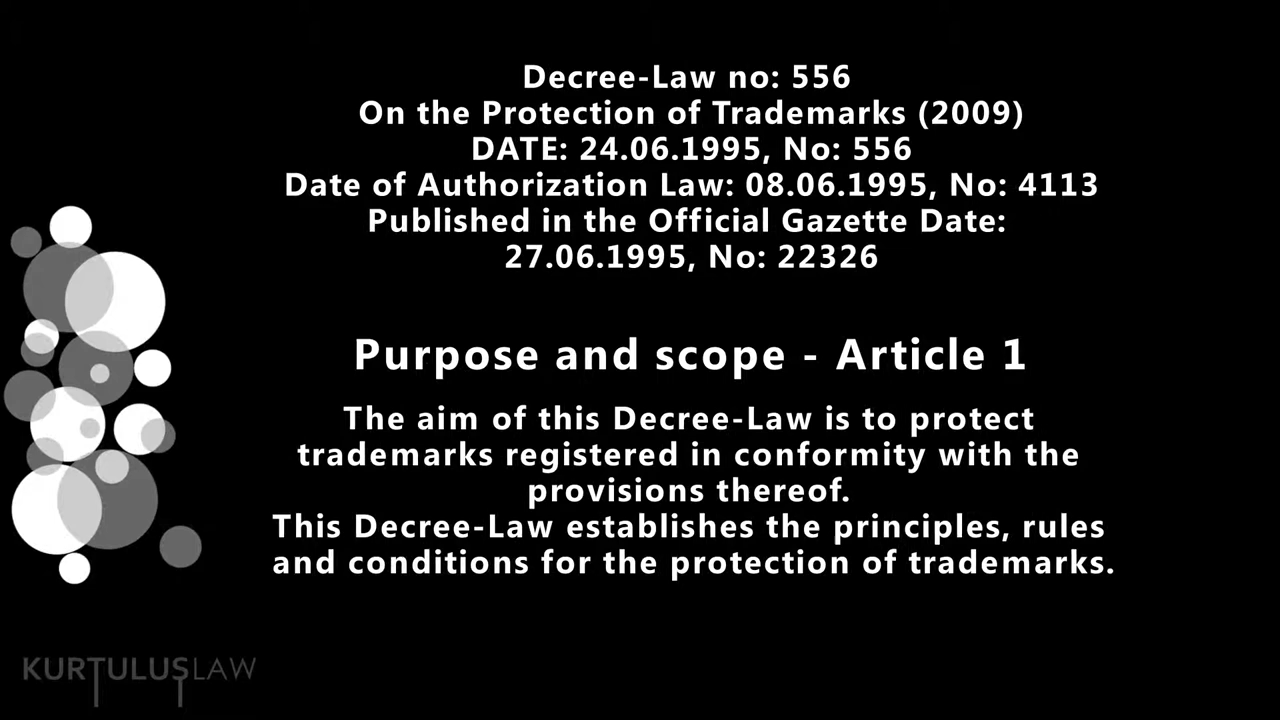 Decree-Law no: 556
On the Protection of Trademarks (2009)
DATE: 24.06.1995, No: 556
Date of Authorization Law: 08.06.1995, No: 4113
Published in the Official Gazette Date:
27.06.1995, No: 22326
Purpose and scope - Article 1
The aim of this Decree-Law is to protect
trademarks registered in conformity with the
provisions thereof.
This Decree-Law establishes the principles, rules
and conditions for the protection of trademarks.
KURTULUSLAW